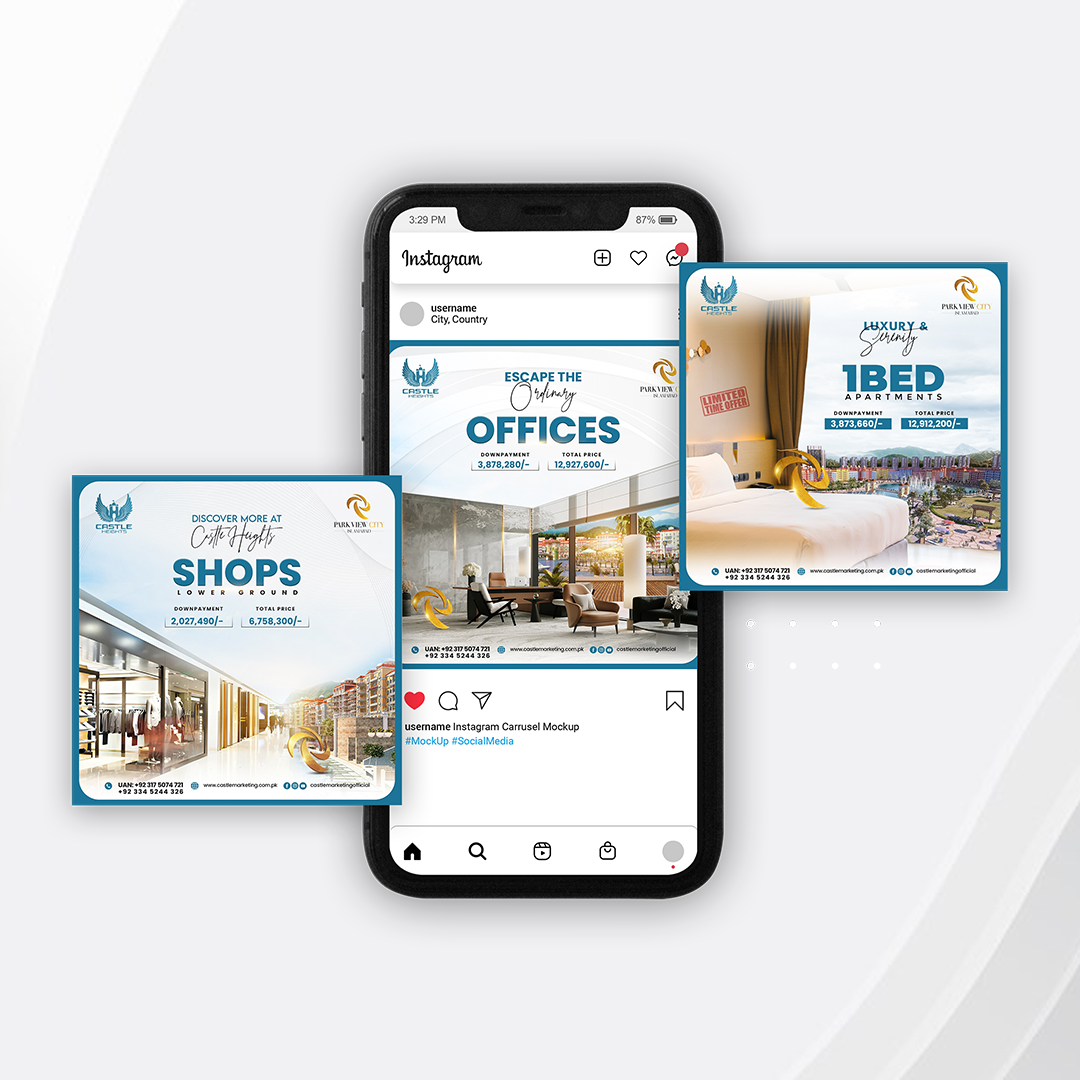 3:29 PM
87%
Instagram
username
City, Country
CASTLE
HEIGHTS
PARK VIEW C
ISLAMABAD
ESCAPE THE
Ordinary
OFFICES
DOWNPAYMENT
TOTAL PRICE
3,878,280/-
12,927,600/-
UAN: +92 317 5074 721
+92 334 5244 326
www.castlemarketing.com.pk
castlemarketingofficial
username Instagram Carrusel Mockup
#MockUp #SocialMedia
CASTLE
HEIGHTS
PARK VIEW CITY
ISLAMABAD
LUXURY &
Serenity
1BED
APARTMENTS
LIMITED
TIME OFFER
DOWNPAYMENT
TOTAL PRICE
3,873,660/-
12,912,200/-
UAN: +92 317 5074 721
+92 334 5244 326
www.castlemarketing.com.pk
castlemarketingofficial
CASTLE
HEIGHTS
PARK VIEW CITY
ISLAMABAD
DISCOVER MORE AT
Castle Heights
SHOPS
LOWER GROUND
DOWNPAYMENT
TOTAL PRICE
2,027,490/-
6,758,300/-
UAN: +92 317 5074 721
+92 334 5244 326
www.castlemarketing.com.pk
castlemarketingofficial